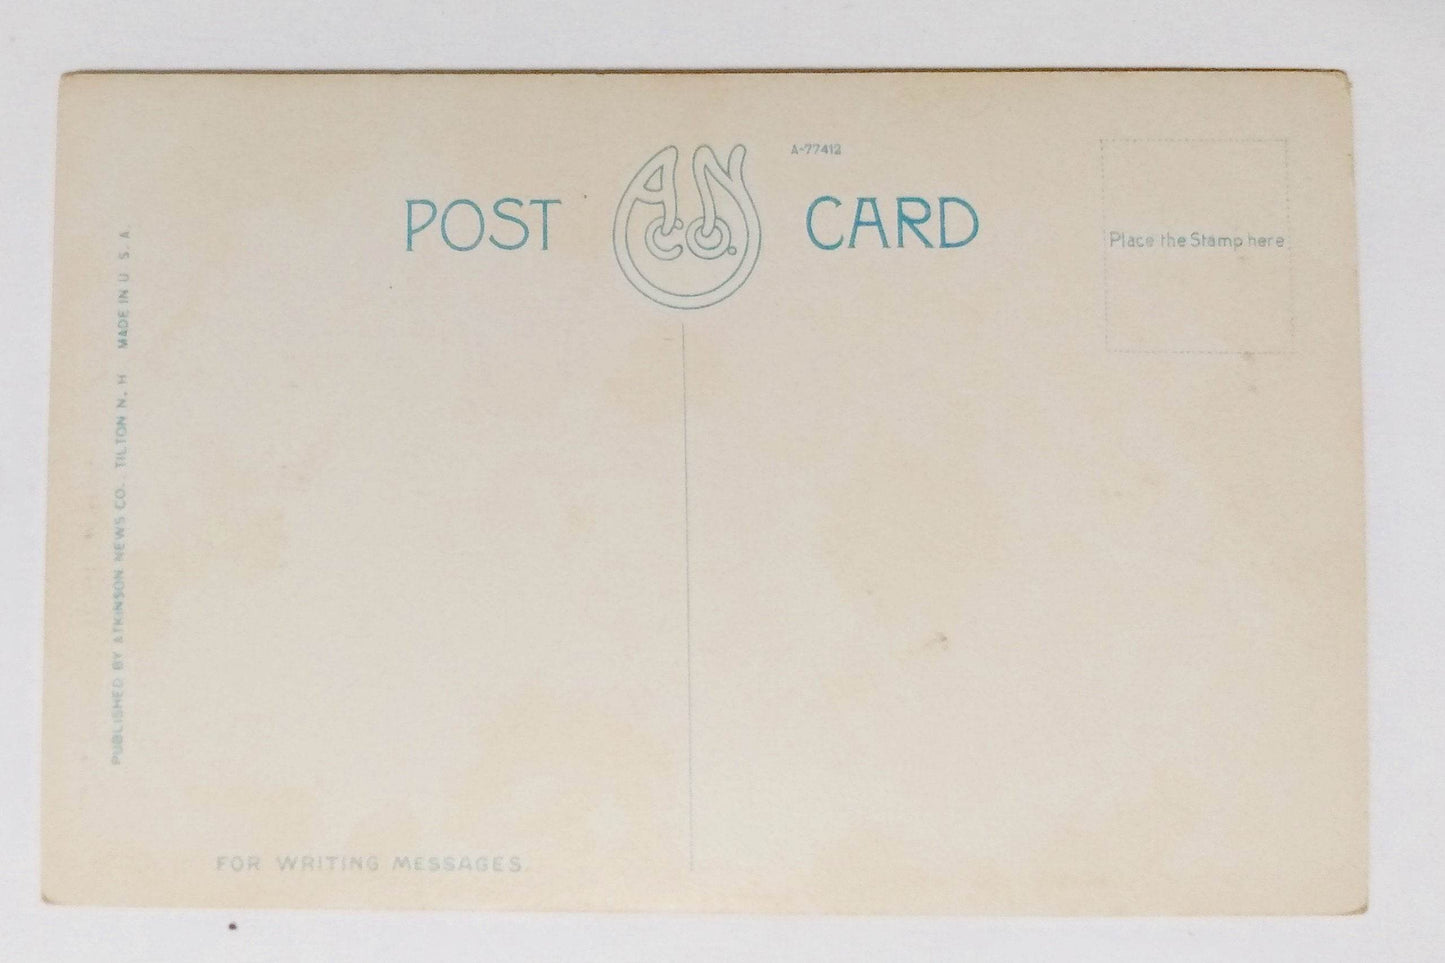 A-77412
POST A.N. Co. CARD
Place the Stamp here
PUBLISHED BY ATKINSON NEWS CO. TILTON N. H MADE IN U. S. A.
FOR WRITING MESSAGES